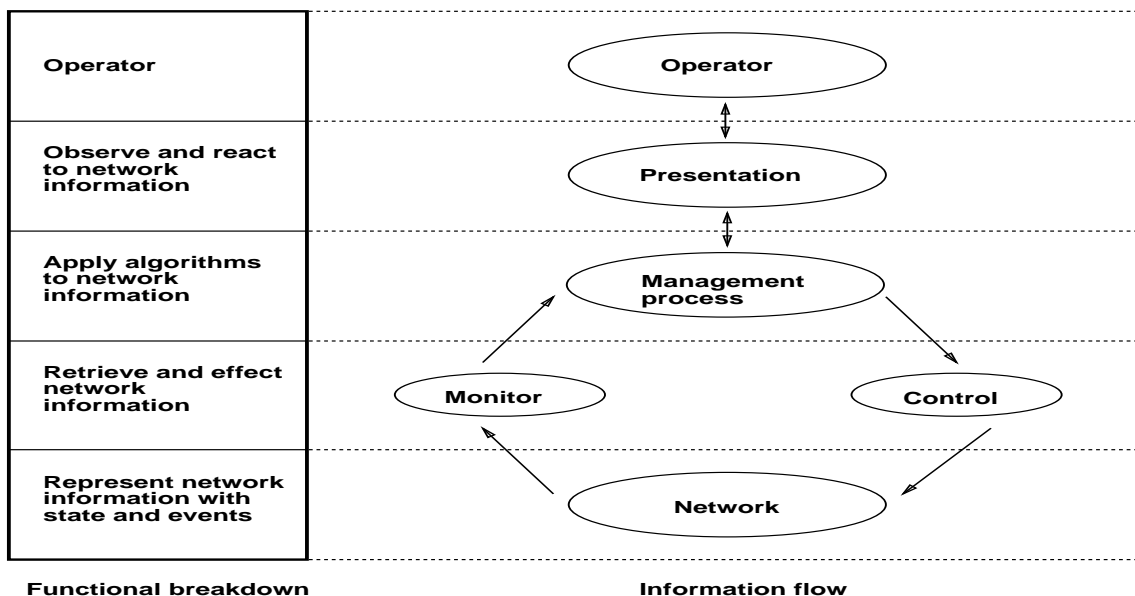 Operator
Operator
Observe and react
to network
information
Presentation
Apply algorithms
to network
information
Management
process
Retrieve and effect
network
information
Monitor
Control
Represent network
information with
state and events
Network
Functional breakdown
Information flow